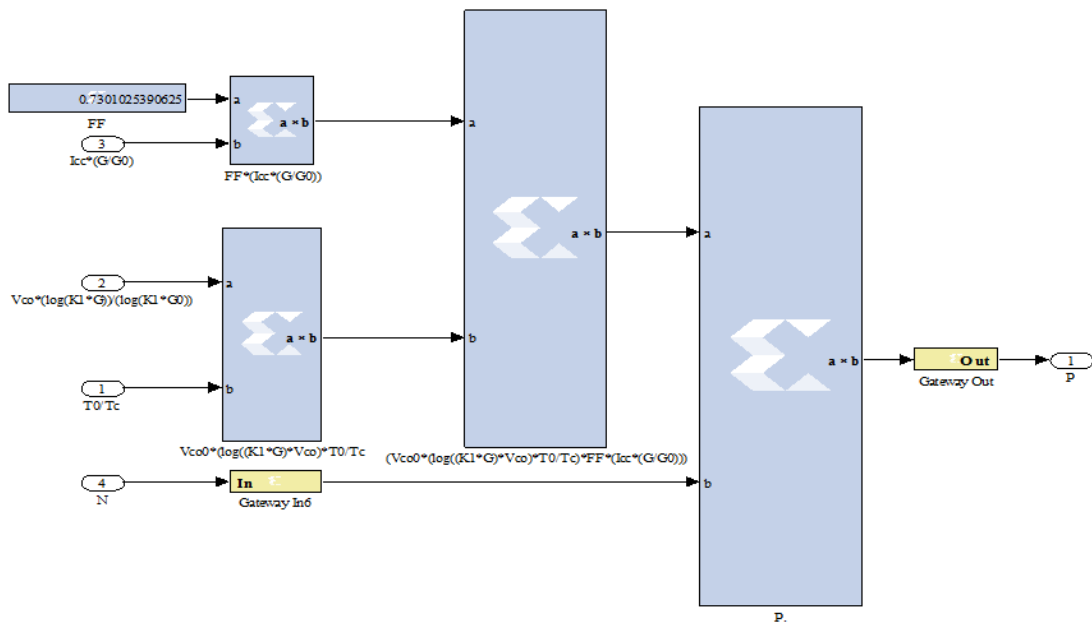 0.7301025390625
FF
3
Icc*(G/G0)
a
b
a × b
FF*(Icc*(G/G0))
2
Vco*(log(K1*G))/(log(K1*G0))
1
T0/Tc
a
b
a × b
Vco0*(log((K1*G)*Vco)*T0/Tc
4
N
In
Gateway In6
a
b
a × b
(Vco0*(log((K1*G)*Vco)*T0/Tc)*FF*(Icc*(G/G0)))
a
b
a × b
P.
Out
Gateway Out
1
P